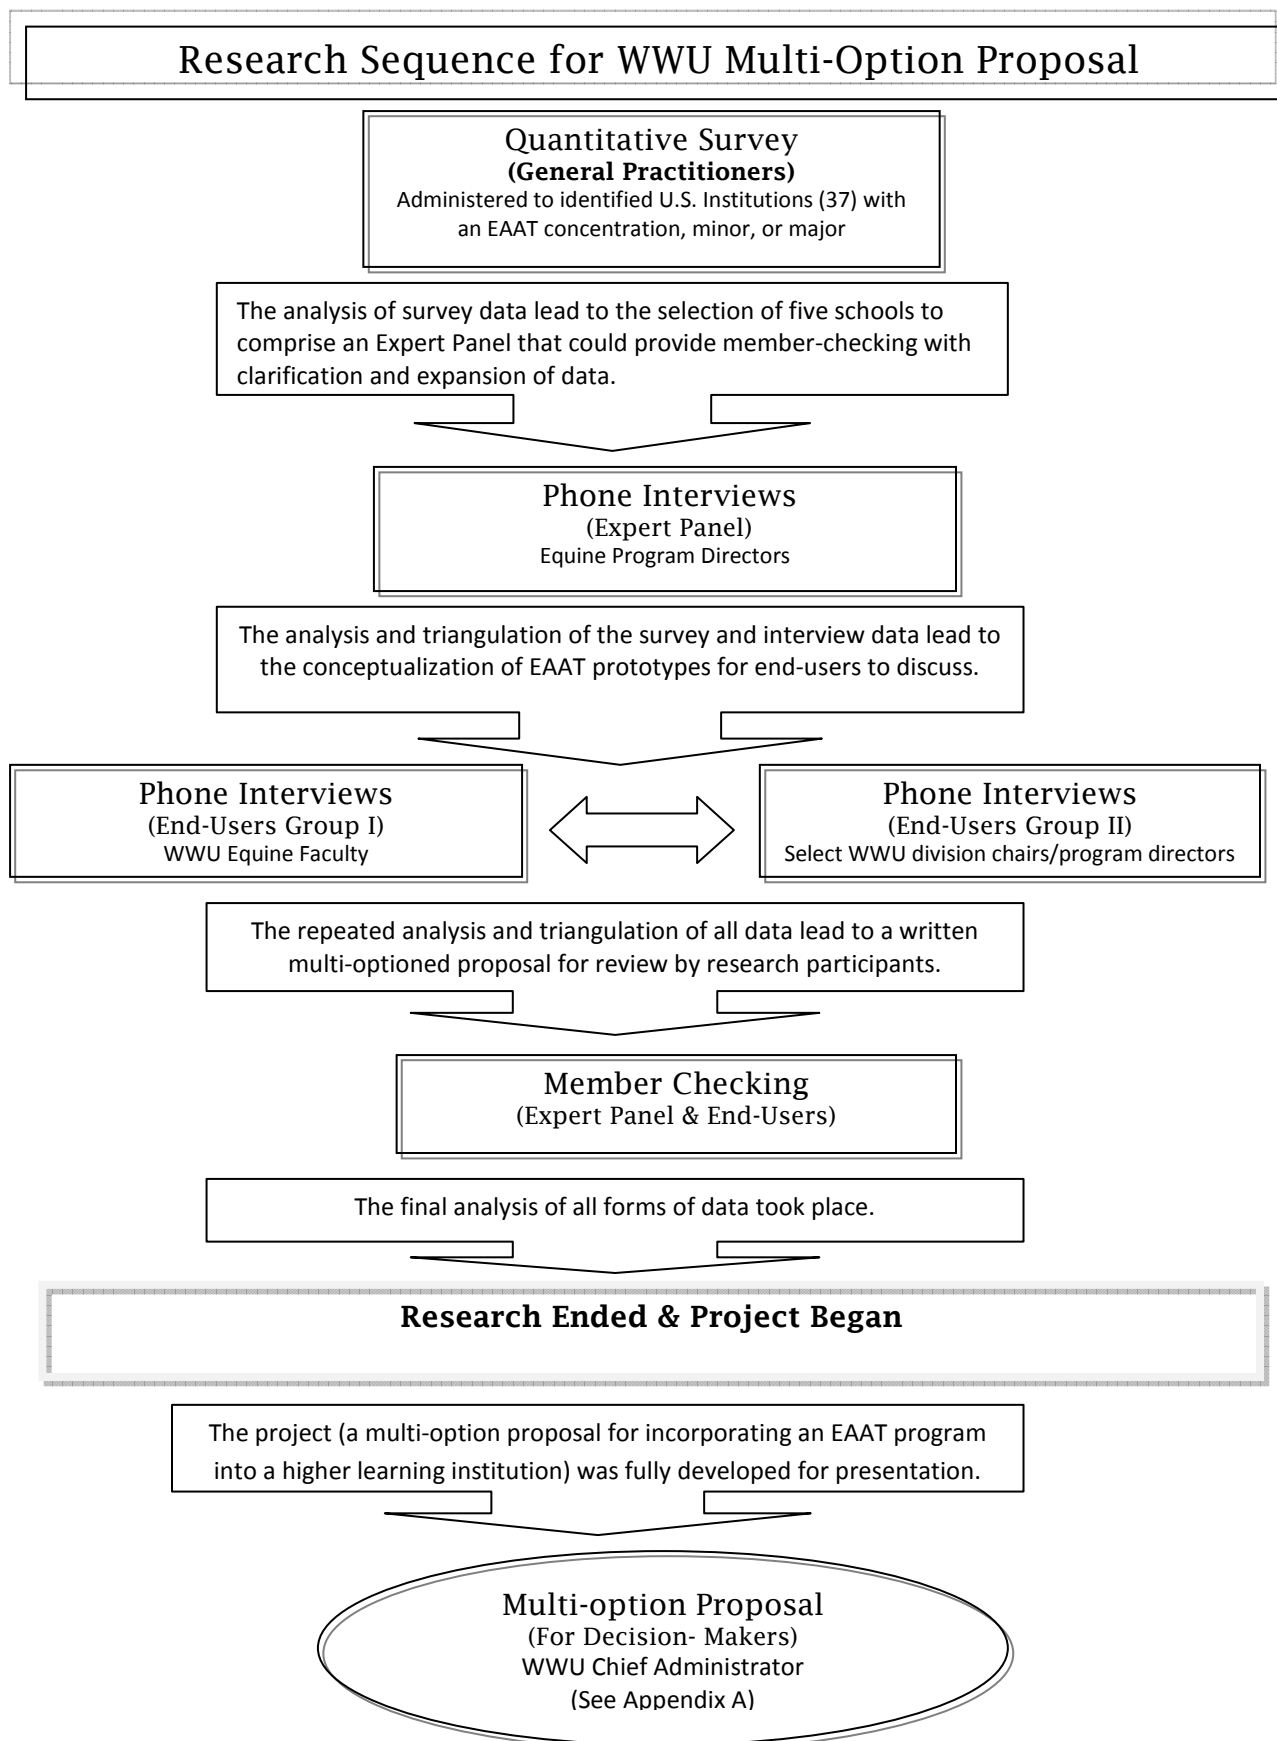 Research Sequence for WWU Multi-Option Proposal
Quantitative Survey
(General Practitioners)
Administered to identified U.S. Institutions (37) with
an EAAT concentration, minor, or major
The analysis of survey data lead to the selection of five schools to
comprise an Expert Panel that could provide member-checking with
clarification and expansion of data.
Phone Interviews
(Expert Panel)
Equine Program Directors
The analysis and triangulation of the survey and interview data lead to
the conceptualization of EAAT prototypes for end-users to discuss.
Phone Interviews
(End-Users Group I)
WWU Equine Faculty
Phone Interviews
(End-Users Group II)
Select WWU division chairs/program directors
The repeated analysis and triangulation of all data lead to a written
multi-optioned proposal for review by research participants.
Member Checking
(Expert Panel & End-Users)
The final analysis of all forms of data took place.
Research Ended & Project Began
The project (a multi-option proposal for incorporating an EAAT program
into a higher learning institution) was fully developed for presentation.
Multi-option Proposal
(For Decision- Makers)
WWU Chief Administrator
(See Appendix A)